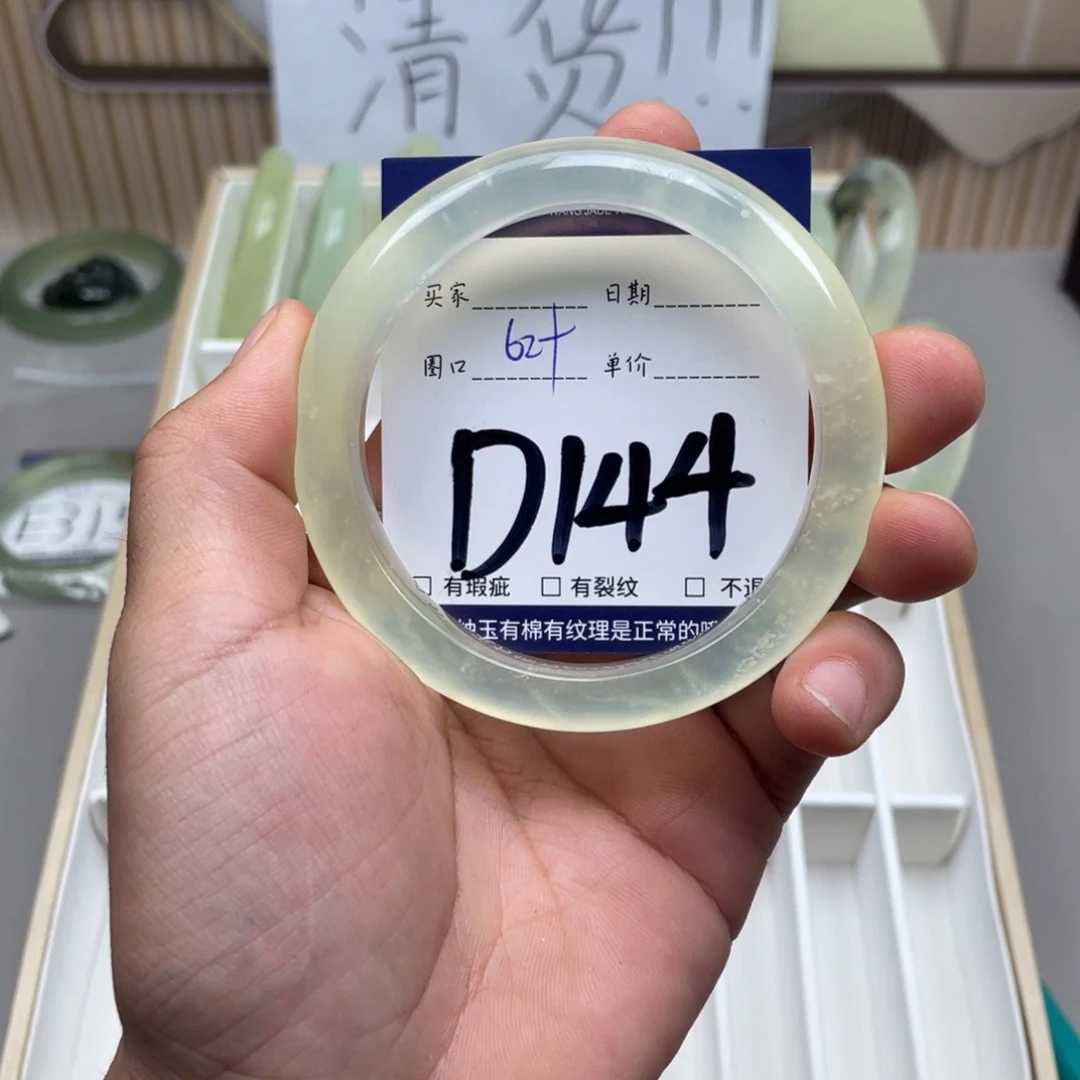 清货!!!
买家 日期
62+
圈口 单价
D144
□ 有瑕疵 □ 有裂纹 □ 不退
玉有棉有纹理是正常的